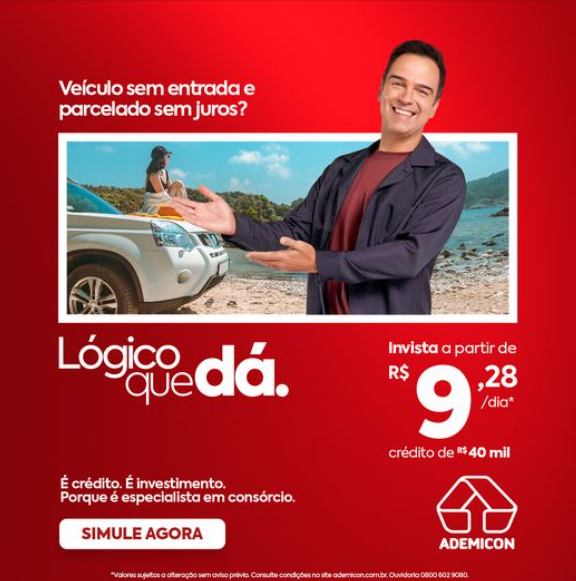 Veículo sem entrada e
parcelado sem juros?
Lógico
que dá.
Invista a partir de
R$ 9,28
/dia*
crédito de R$ 40 mil
É crédito. É investimento.
Porque é especialista em consórcio.
SIMULE AGORA
ADEMICON
*Valores sujeitos a alteração sem aviso prévio. Consulte condições no site ademicon.com.br. Ouvidoria 0800 602 9080.